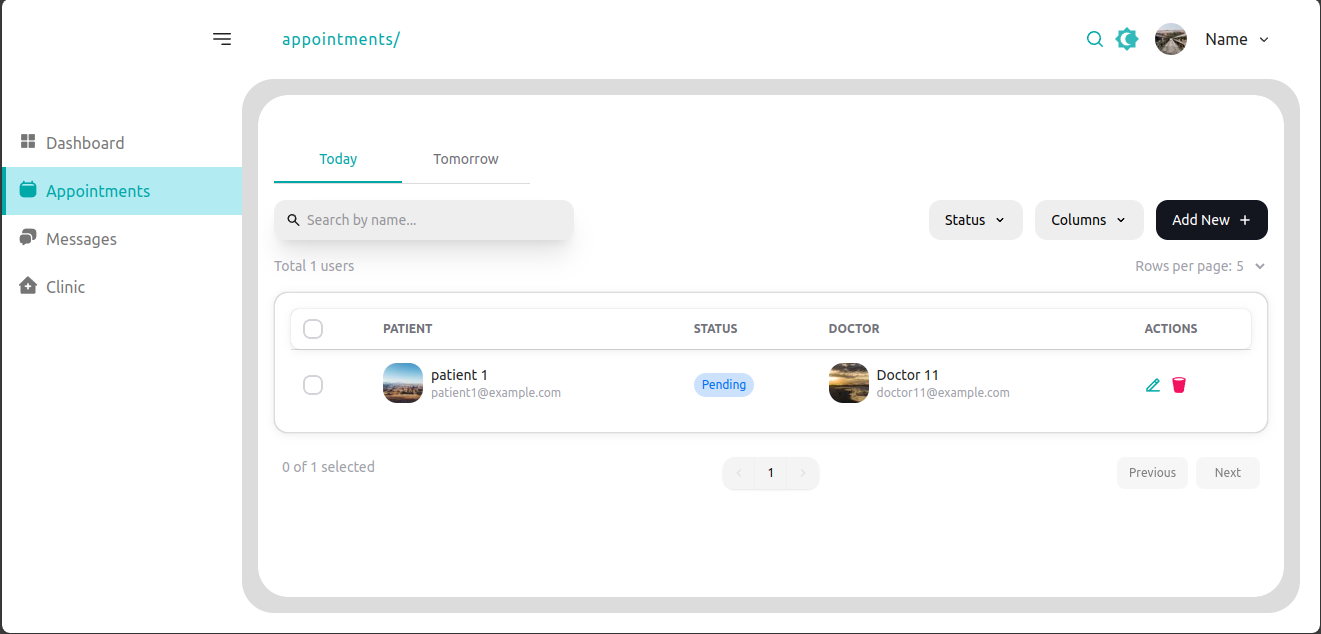 appointments/
Name
Dashboard
Appointments
Messages
Clinic
Today Tomorrow
Search by name...
Status Columns Add New +
Total 1 users
Rows per page: 5
PATIENT STATUS DOCTOR ACTIONS
patient 1
patient1@example.com
Pending
Doctor 11
doctor11@example.com
0 of 1 selected
1
Previous Next